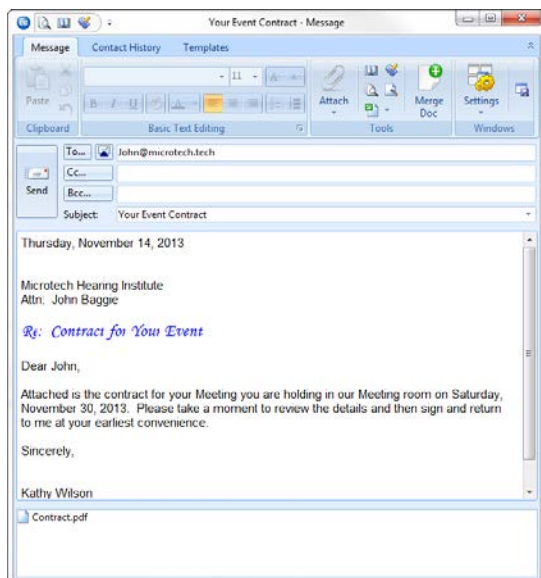 Your Event Contract - Message
Message Contact History Templates
11
Paste
B I U
Attach
Merge Doc
Settings
Clipboard Basic Text Editing Tools Windows
To... John@microtech.tech
Cc...
Send
Bcc...
Subject: Your Event Contract
Thursday, November 14, 2013
Microtech Hearing Institute
Attn: John Baggie
Re: Contract for Your Event
Dear John,
Attached is the contract for your Meeting you are holding in our Meeting room on Saturday,
November 30, 2013. Please take a moment to review the details and then sign and return
to me at your earliest convenience.
Sincerely,
Kathy Wilson
Contract.pdf